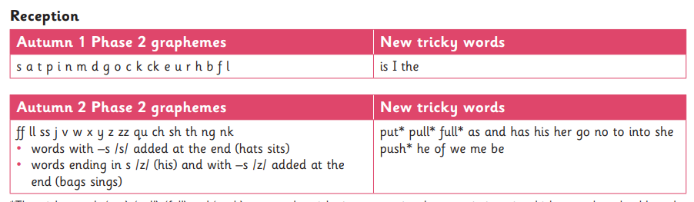 Reception
Autumn 1 Phase 2 graphemes New tricky words
s a t p i n m d g o c k ck e u r h b f l is I the
Autumn 2 Phase 2 graphemes New tricky words
ff ll ss j v w x y z zz qu ch sh th ng nk put* pull* full* as and has his her go no to into she
• words with –s /s/ added at the end (hats sits) push* he of we me be
• words ending in s /z/ (his) and with –s /z/ added at the
end (bags sings)